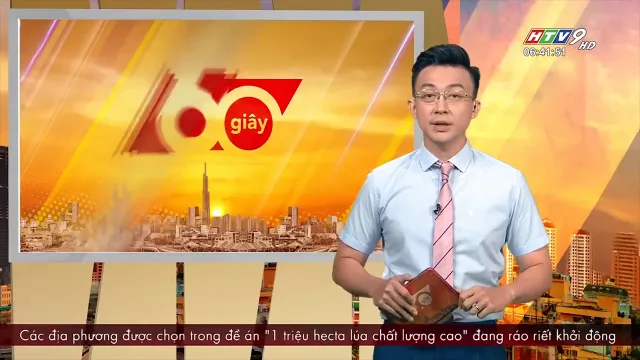 HTV9 HD
06:41:51
60 giây
Các địa phương được chọn trong đề án "1 triệu hecta lúa chất lượng cao" đang ráo riết khởi động